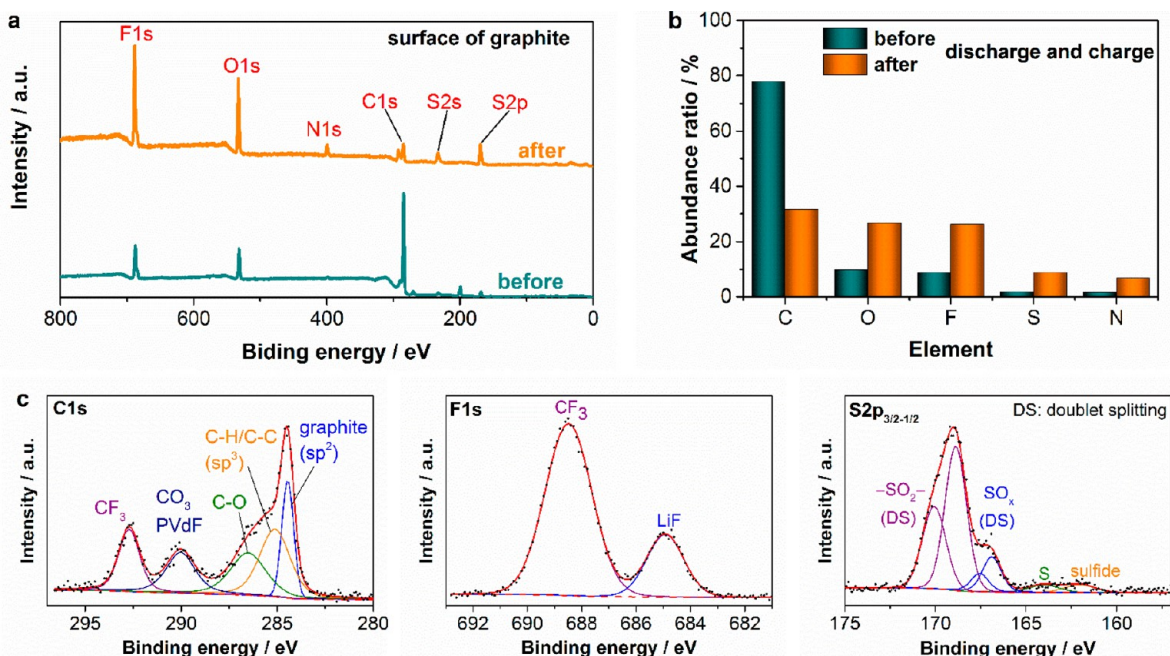 a
surface of graphite
F1s
O1s
N1s
C1s
S2s
S2p
after
before
Intensity / a.u.
800
600
400
200
0
Biding energy / eV
b
before
after
discharge and charge
Abundance ratio / %
100
80
60
40
20
0
C
O
F
S
N
Element
c
C1s
CF₃
CO₃
PVdF
C-O
C-H/C-C
(sp³)
graphite
(sp²)
Intensity / a.u.
295
290
285
280
Binding energy / eV
F1s
CF₃
LiF
Intensity / a.u.
692
690
688
686
684
682
Binding energy / eV
S2p₃/₂₋₁/₂
DS: doublet splitting
–SO₂–
(DS)
SOₓ
(DS)
S
sulfide
Intensity / a.u.
175
170
165
160
Binding energy / eV